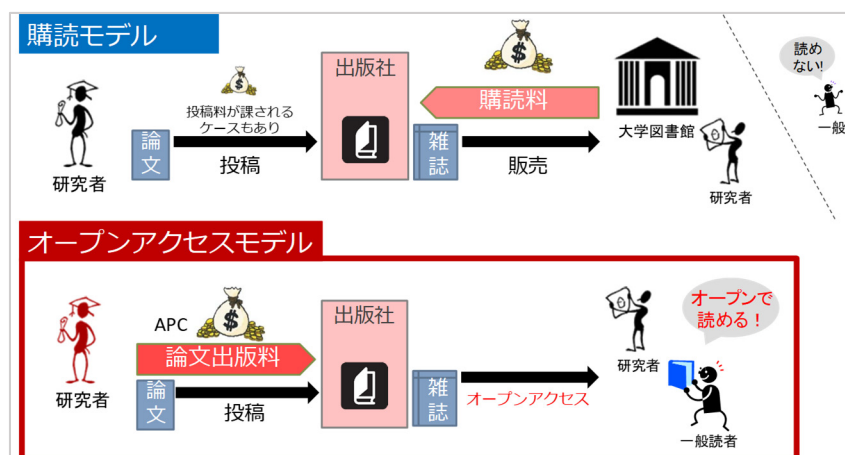 購読モデル
読め
ない!
出版社
投稿料が課される
ケースもあり
購読料
論文
雑誌
大学図書館
一般
研究者
投稿
販売
研究者
オープンアクセスモデル
オープンで
読める！
APC
出版社
論文出版料
研究者
論文
雑誌
オープンアクセス
研究者
投稿
一般読者